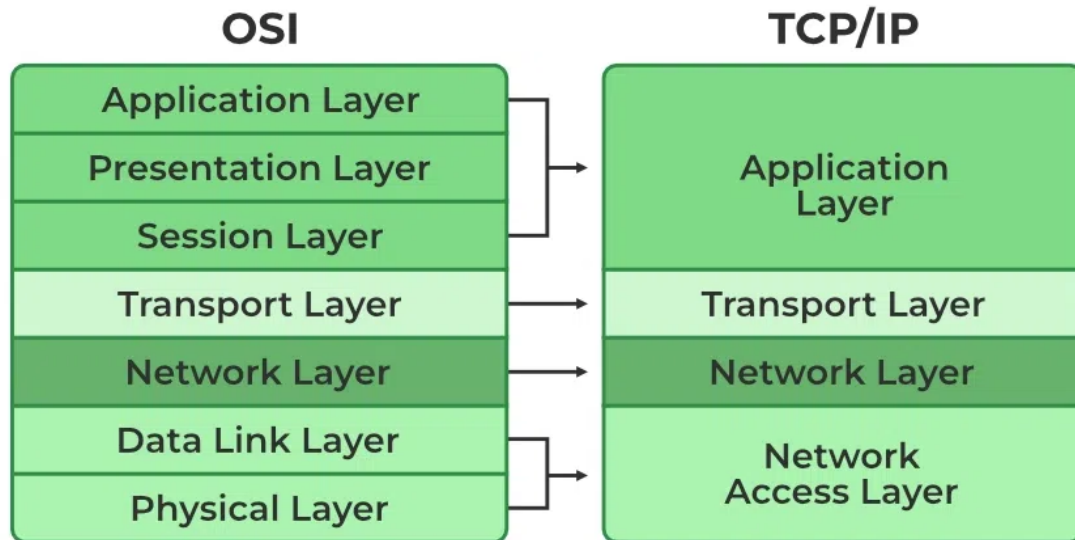 OSI
Application Layer
Presentation Layer
Session Layer
Transport Layer
Network Layer
Data Link Layer
Physical Layer
TCP/IP
Application
Layer
Transport Layer
Network Layer
Network
Access Layer